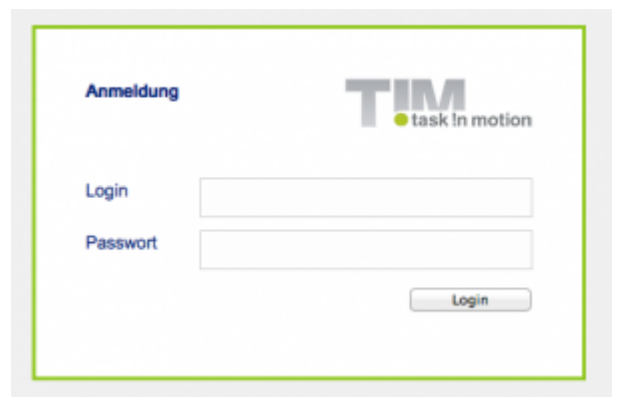 Anmeldung
TIM
task !n motion
Login
Passwort
Login